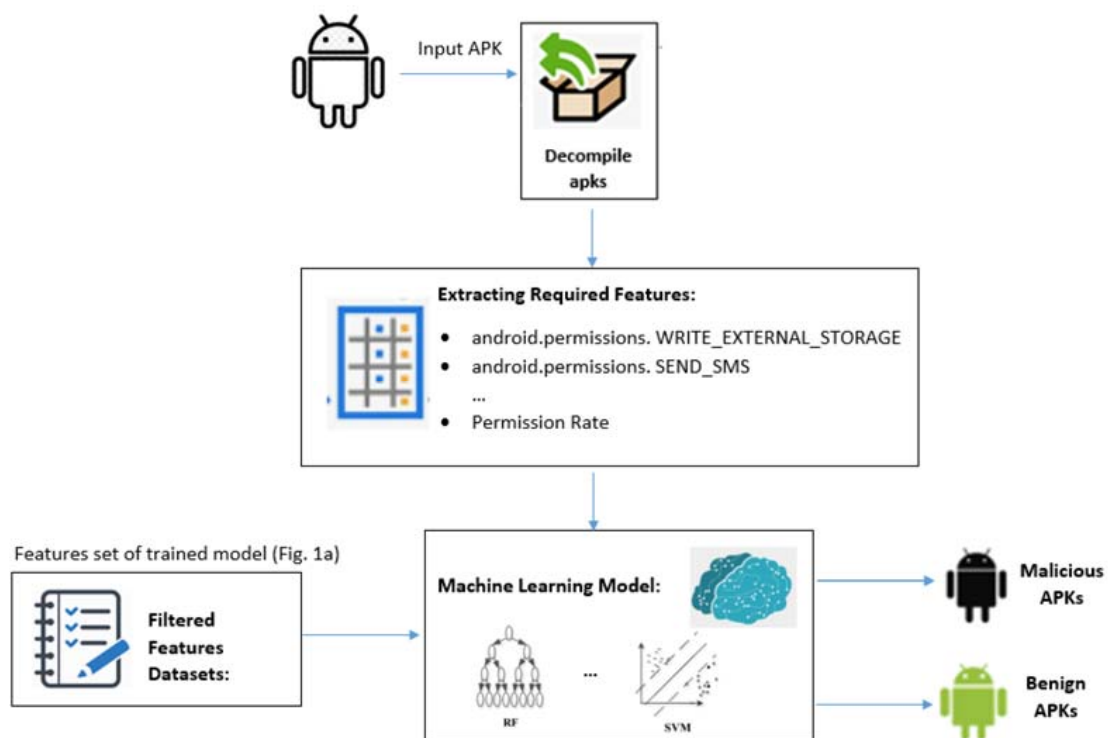 Input APK
Decompile
apks
Extracting Required Features:
• android.permissions. WRITE_EXTERNAL_STORAGE
• android.permissions. SEND_SMS
...
• Permission Rate
Features set of trained model (Fig. 1a)
Filtered
Features
Datasets:
Machine Learning Model:
...
RF
SVM
Malicious
APKs
Benign
APKs